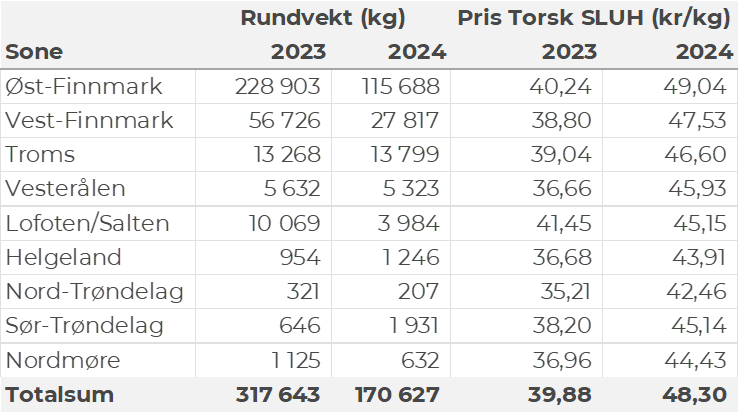 Rundvekt (kg) Pris Torsk SLUH (kr/kg)
Sone 2023 2024 2023 2024
Øst-Finnmark 228 903 115 688 40,24 49,04
Vest-Finnmark 56 726 27 817 38,80 47,53
Troms 13 268 13 799 39,04 46,60
Vesterålen 5 632 5 323 36,66 45,93
Lofoten/Salten 10 069 3 984 41,45 45,15
Helgeland 954 1 246 36,68 43,91
Nord-Trøndelag 321 207 35,21 42,46
Sør-Trøndelag 646 1 931 38,20 45,14
Nordmøre 1 125 632 36,96 44,43
Totalsum 317 643 170 627 39,88 48,30